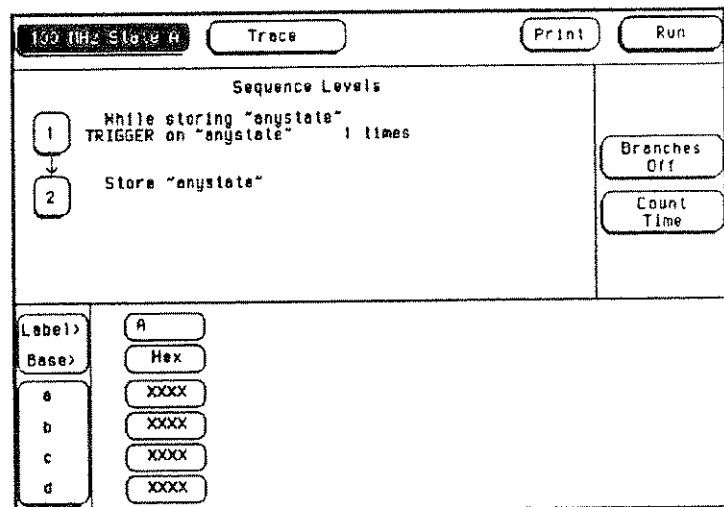 100 MHz State A Trace Print Run
Sequence Levels
1 While storing "anystate"
TRIGGER on "anystate" 1 times
2 Store "anystate"
Branches
Off
Count
Time
Label> A
Base> Hex
a XXXX
b XXXX
c XXXX
d XXXX